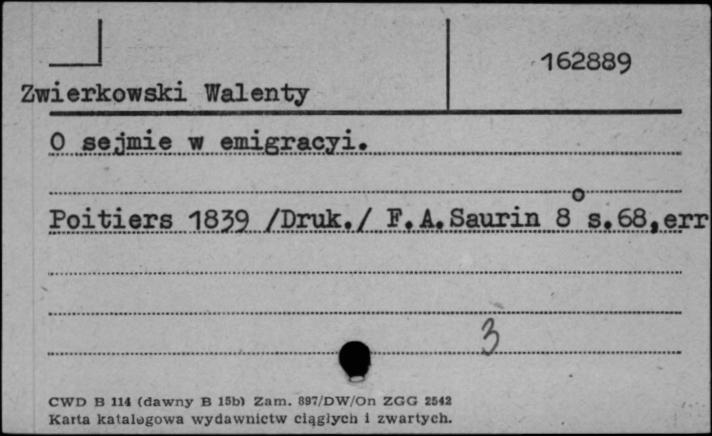 162889
Zwierkowski Walenty
O sejmie w emigracyi.
Poitiers 1839 /Druk./ F.A.Saurin 8° s.68,err
3
CWD B 114 (dawny B 15b) Zam. 897/DW/On ZGG 2542
Karta katalogowa wydawnictw ciągłych i zwartych.